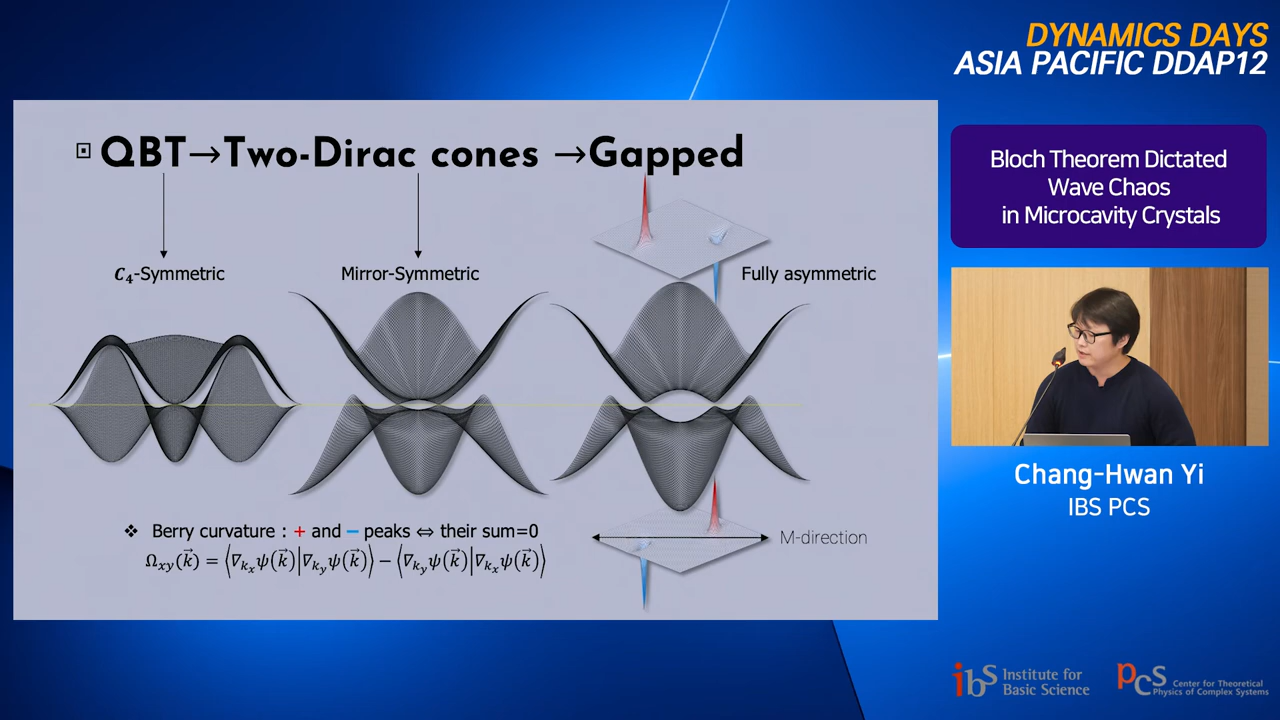 DYNAMICS DAYS
ASIA PACIFIC DDAP12
QBT→Two-Dirac cones →Gapped
C₄-Symmetric
Mirror-Symmetric
Fully asymmetric
❖ Berry curvature : + and − peaks ⇔ their sum=0
Ωxy(k⃗) = ⟨∇kxψ(k⃗)|∇kyψ(k⃗)⟩ − ⟨∇kyψ(k⃗)|∇kxψ(k⃗)⟩
M-direction
Bloch Theorem Dictated
Wave Chaos
in Microcavity Crystals
Chang-Hwan Yi
IBS PCS
ibS Institute for
Basic Science
PCS Center for Theoretical
Physics of Complex Systems